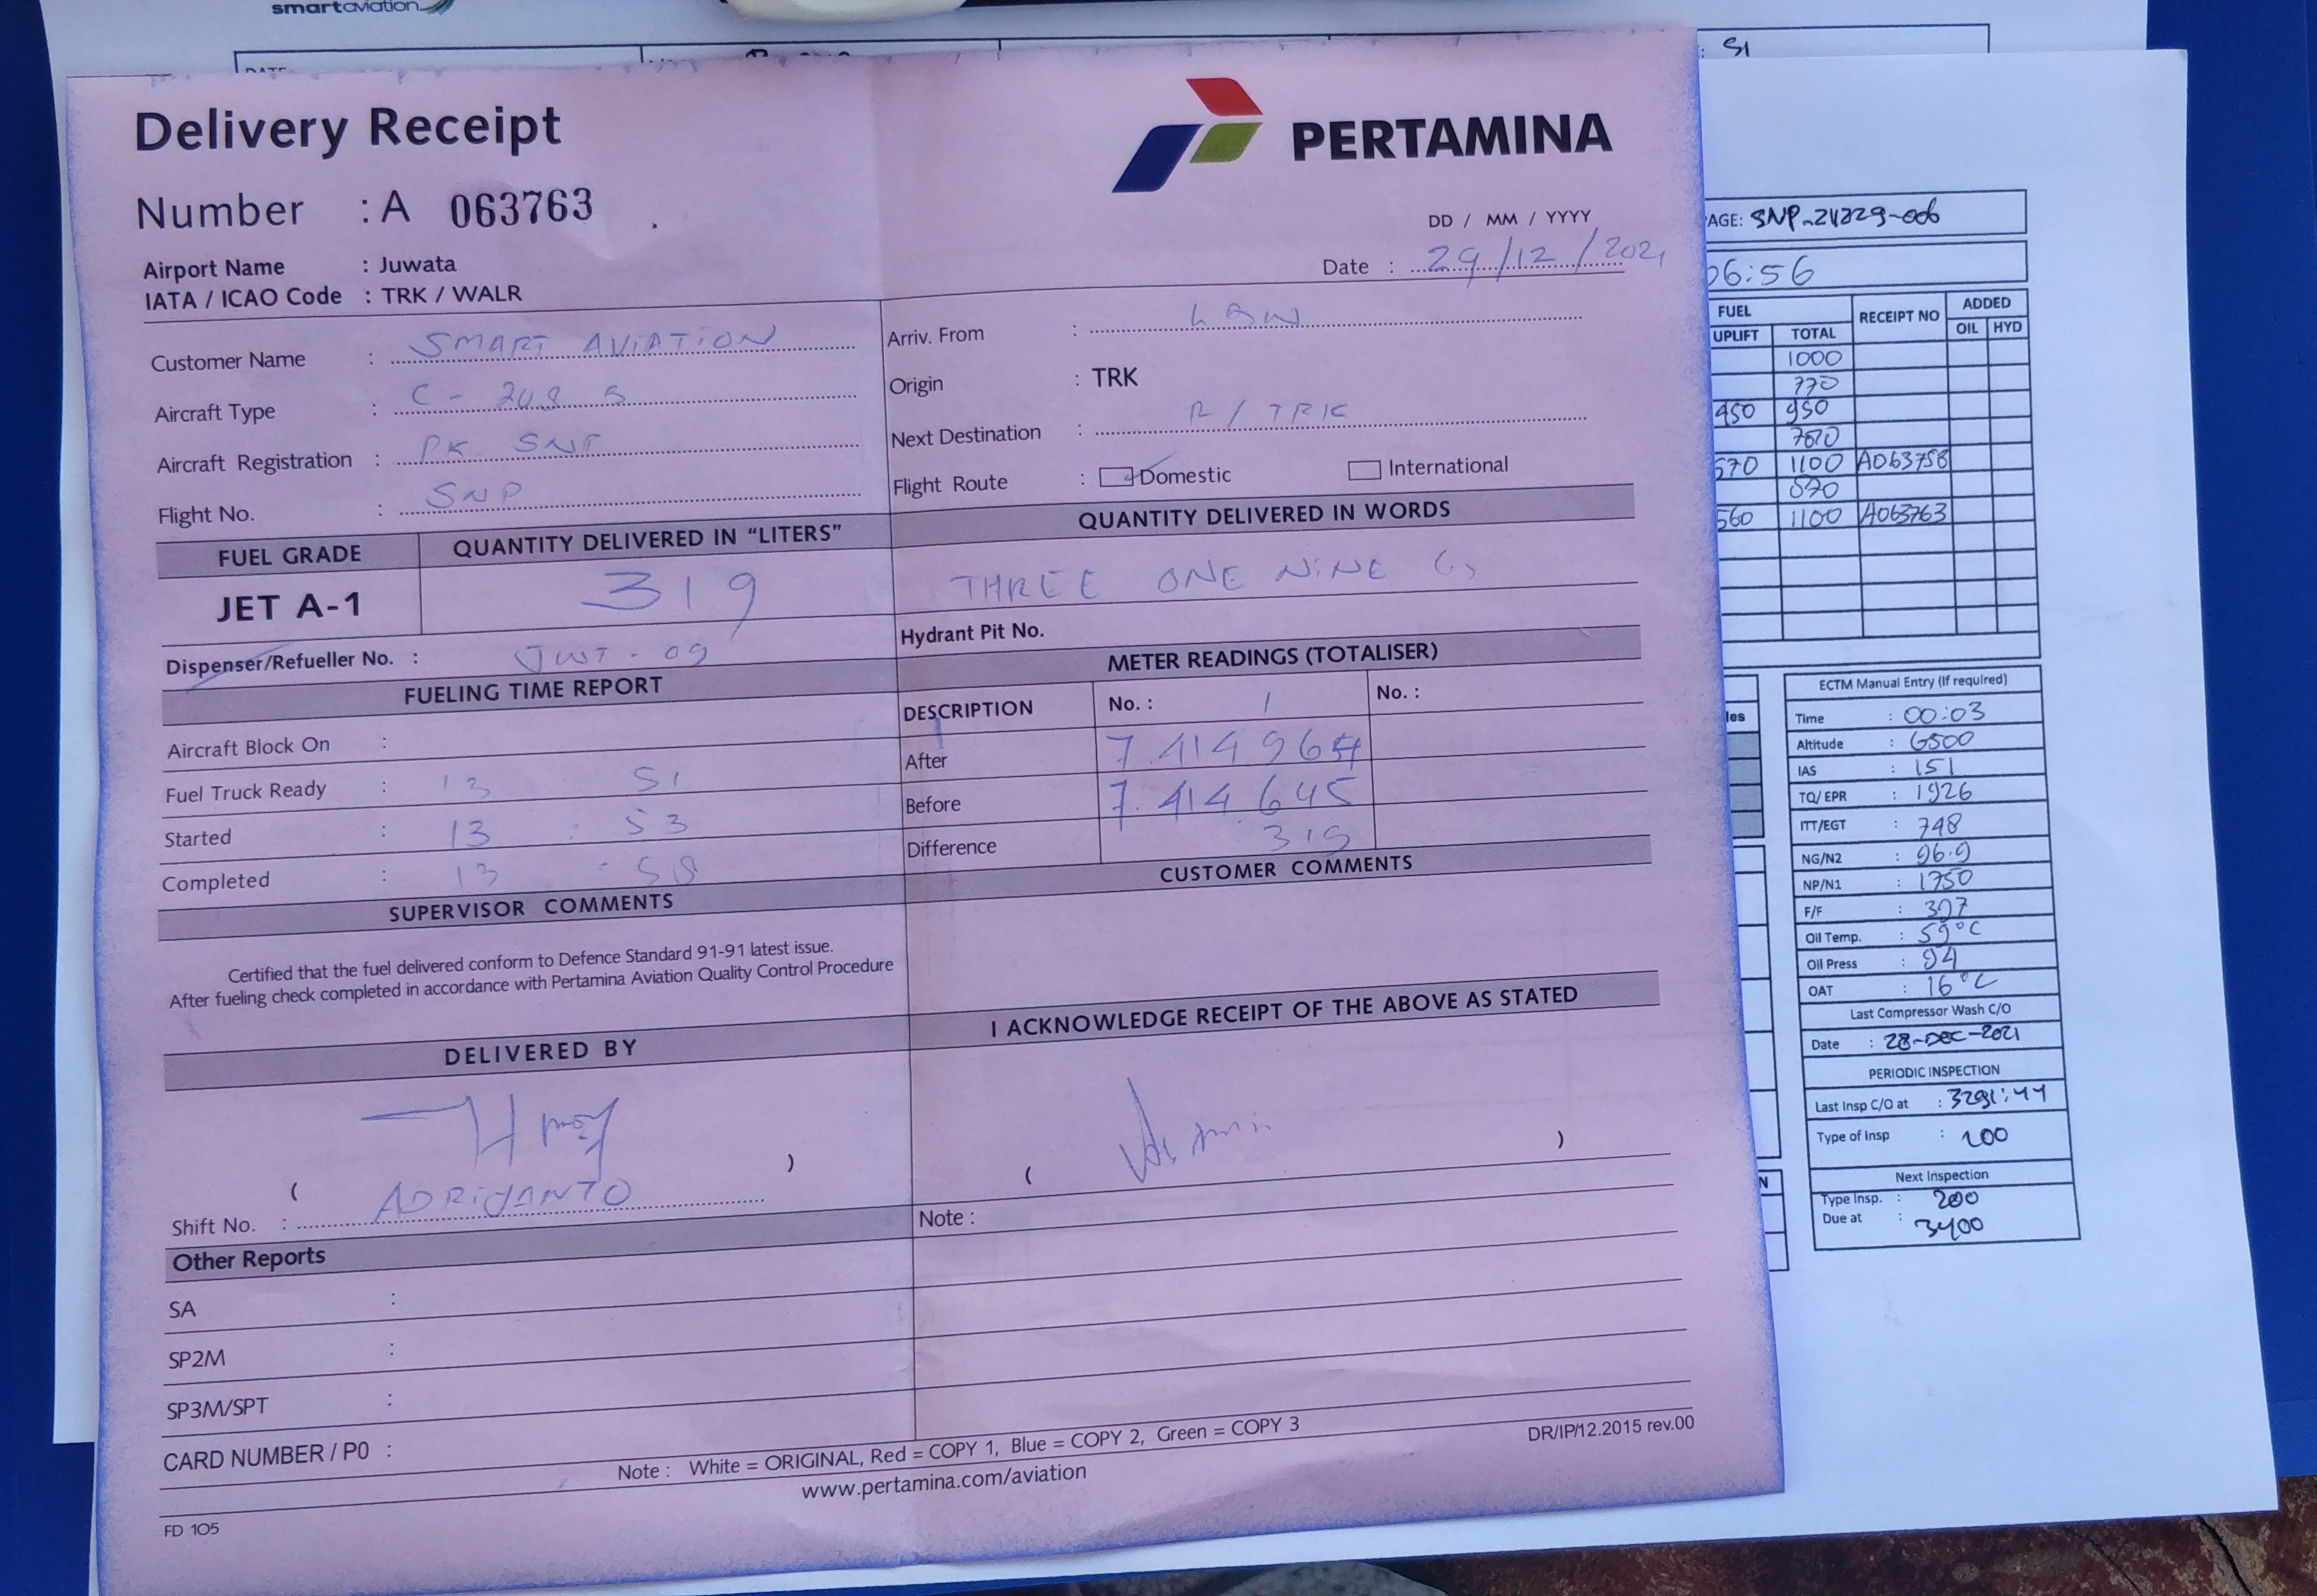 smartaviation
DATE
: S1
Delivery Receipt
PERTAMINA
Number : A 063763
DD / MM / YYYY
Date : 29/12/2021
Airport Name : Juwata
IATA / ICAO Code : TRK / WALR
Customer Name : SMART AVIATION
Aircraft Type : C - 208 B
Aircraft Registration : PK
Flight No. : SNP
Arriv. From :
Origin : TRK
Next Destination : R / TRK
Flight Route : Domestic International
FUEL GRADE QUANTITY DELIVERED IN "LITERS" QUANTITY DELIVERED IN WORDS
JET A-1 319 THREE ONE NINE
Dispenser/Refueller No. : JWT - 09
Hydrant Pit No.
FUELING TIME REPORT
Aircraft Block On :
Fuel Truck Ready : 13 51
Started : 13 : 53
Completed : 13 : 58
METER READINGS (TOTALISER)
DESCRIPTION No. : 1 No. :
After 7.414 964
Before 7.414.645
Difference 319
SUPERVISOR COMMENTS
Certified that the fuel delivered conform to Defence Standard 91-91 latest issue.
After fueling check completed in accordance with Pertamina Aviation Quality Control Procedure
CUSTOMER COMMENTS
DELIVERED BY
( )
Shift No. : ADRIYANTO
I ACKNOWLEDGE RECEIPT OF THE ABOVE AS STATED
( )
Note :
Other Reports
SA :
SP2M :
SP3M/SPT :
CARD NUMBER / P0 :
Note : White = ORIGINAL, Red = COPY 1, Blue = COPY 2, Green = COPY 3
DR/IP/12.2015 rev.00
www.pertamina.com/aviation
FD 105
AGE:
06:56
FUEL RECEIPT NO ADDED
UPLIFT TOTAL OIL HYD
1000
770
450 950
570 1100 A063758
560 1100 A063763
les
N
ECTM Manual Entry (If required)
Time : 00:03
Altitude : 6500
IAS : 151
TQ/ EPR : 1926
ITT/EGT : 748
NG/N2 : 96.9
NP/N1 : 1750
F/F : 397
Oil Temp. : 59°C
Oil Press : 94
OAT : 16°C
Last Compressor Wash C/O
Date : 28-DEC-2021
PERIODIC INSPECTION
Last Insp C/O at : 3291:44
Type of Insp : 100
Next Inspection
Type Insp. : 200
Due at : 3400